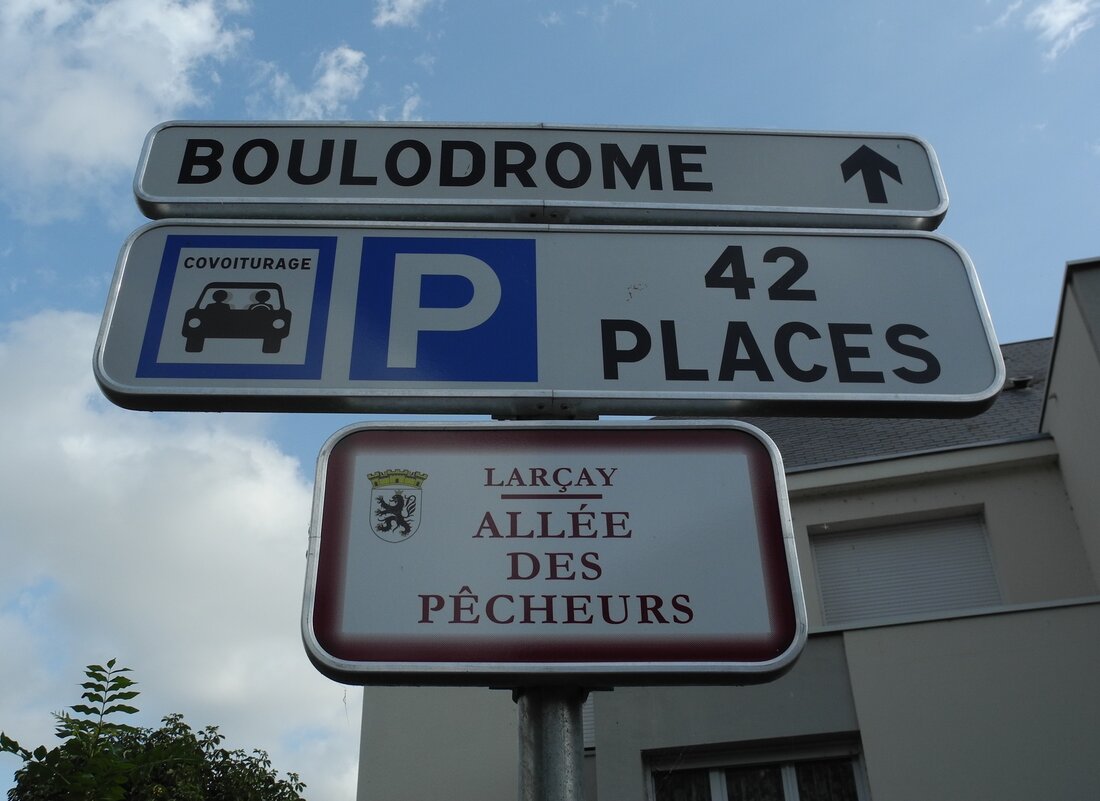 BOULODROME
COVOITURAGE
P
42
PLACES
LARÇAY
ALLÉE
DES
PÊCHEURS